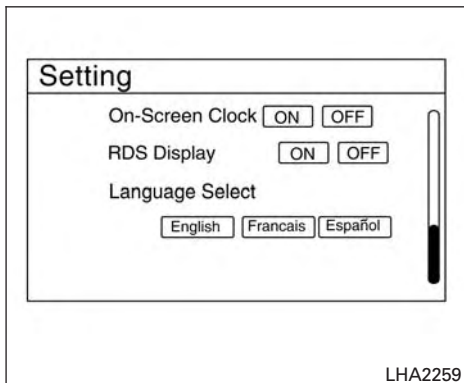 Setting
On-Screen Clock ON OFF
RDS Display ON OFF
Language Select
English Francais Español
LHA2259